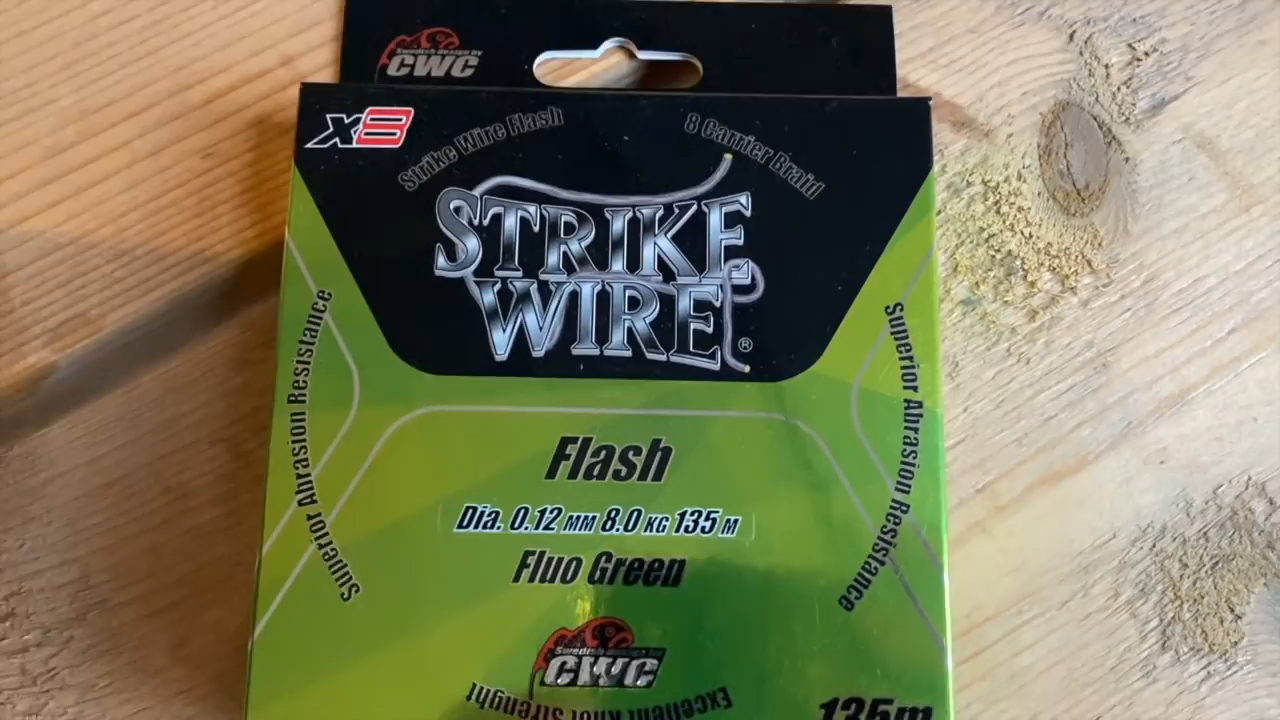 Swedish design by
CWC
X8
Strike Wire Flash
8 Carrier Braid
STRIKE
WIRE
®
Superior Abrasion Resistance
Superior Abrasion Resistance
Flash
Dia. 0.12 MM 8.0 KG 135 M
Fluo Green
Swedish design by
CWC
Excellent Knot Strenght
135m